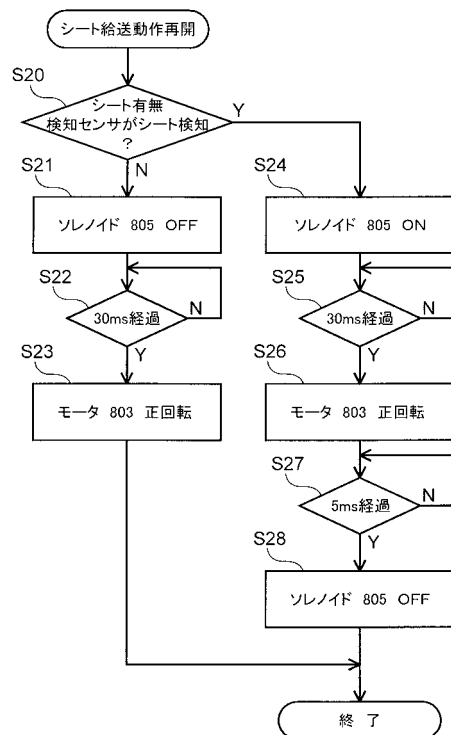 シート給送動作再開
S20
シート有無
検知センサがシート検知
?
Y
N
S21
ソレノイド 805 OFF
S22
30ms経過
N
Y
S23
モータ 803 正回転
S24
ソレノイド 805 ON
S25
30ms経過
N
Y
S26
モータ 803 正回転
S27
5ms経過
N
Y
S28
ソレノイド 805 OFF
終 了